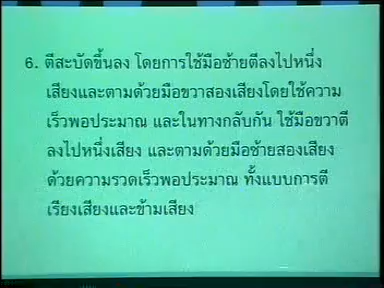 6. ตีสะบัดขึ้นลง โดยการใช้มือซ้ายตีลงไปหนึ่ง
เสียงและตามด้วยมือขวาสองเสียงโดยใช้ความ
เร็วพอประมาณ และในทางกลับกัน ใช้มือขวาตี
ลงไปหนึ่งเสียง และตามด้วยมือซ้ายสองเสียง
ด้วยความรวดเร็วพอประมาณ ทั้งแบบการตี
เรียงเสียงและข้ามเสียง